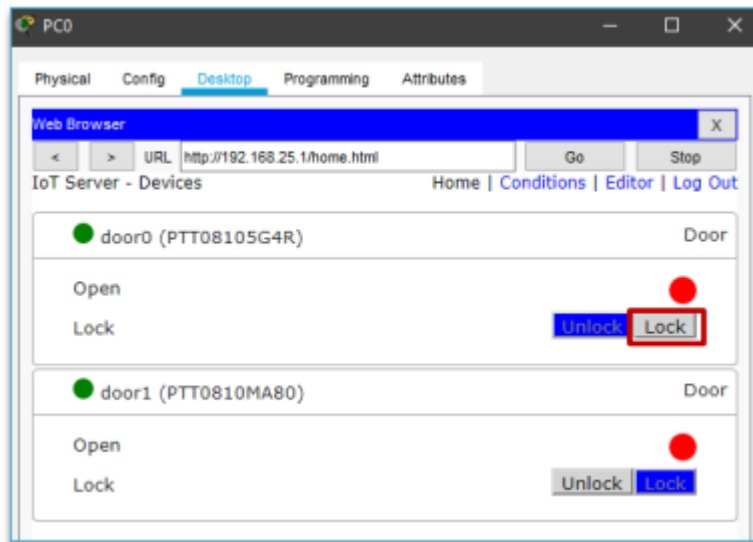 PC0
Physical Config Desktop Programming Attributes
Web Browser X
< > URL http://192.168.25.1/home.html Go Stop
IoT Server - Devices Home | Conditions | Editor | Log Out
door0 (PTT08105G4R) Door
Open
Lock Unlock Lock
door1 (PTT0810MA80) Door
Open
Lock Unlock Lock